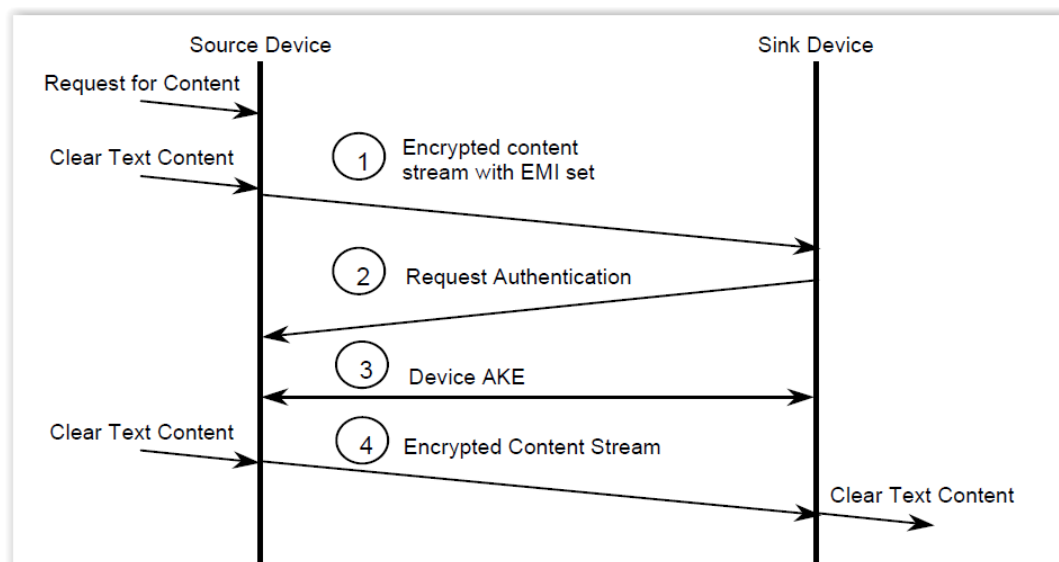 Source Device
Sink Device
Request for Content
Clear Text Content
1
Encrypted content
stream with EMI set
2
Request Authentication
3
Device AKE
Clear Text Content
4
Encrypted Content Stream
Clear Text Content